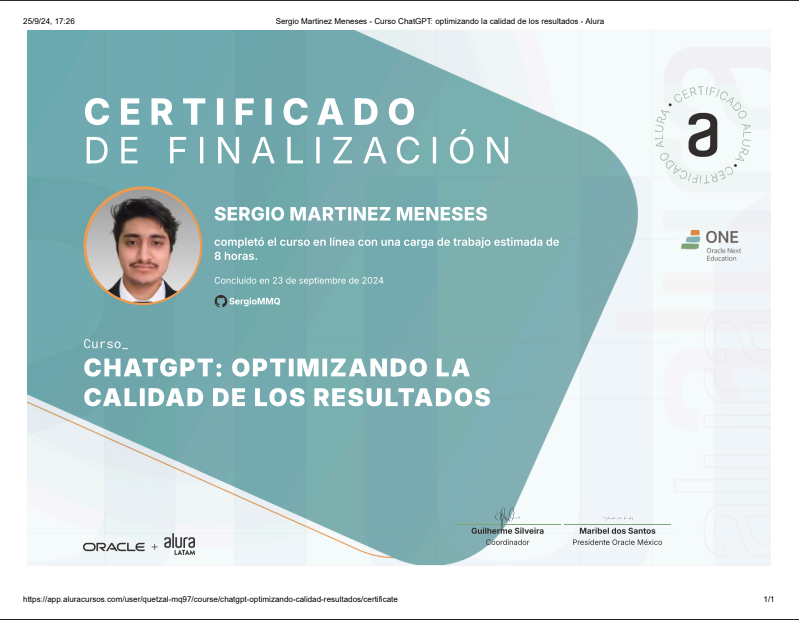 25/9/24, 17:26
Sergio Martinez Meneses - Curso ChatGPT: optimizando la calidad de los resultados - Alura
CERTIFICADO
DE FINALIZACIÓN
• CERTIFICADO ALURA • CERTIFICADO ALURA
a
SERGIO MARTINEZ MENESES
completó el curso en línea con una carga de trabajo estimada de
8 horas.
Concluído en 23 de septiembre de 2024
SergioMMQ
ONE
Oracle Next
Education
Curso_
CHATGPT: OPTIMIZANDO LA
CALIDAD DE LOS RESULTADOS
ORACLE + alura
LATAM
Guilherme Silveira
Coordinador
Maribel dos Santos
Presidente Oracle México
https://app.aluracursos.com/user/quetzal-mq97/course/chatgpt-optimizando-calidad-resultados/certificate
1/1